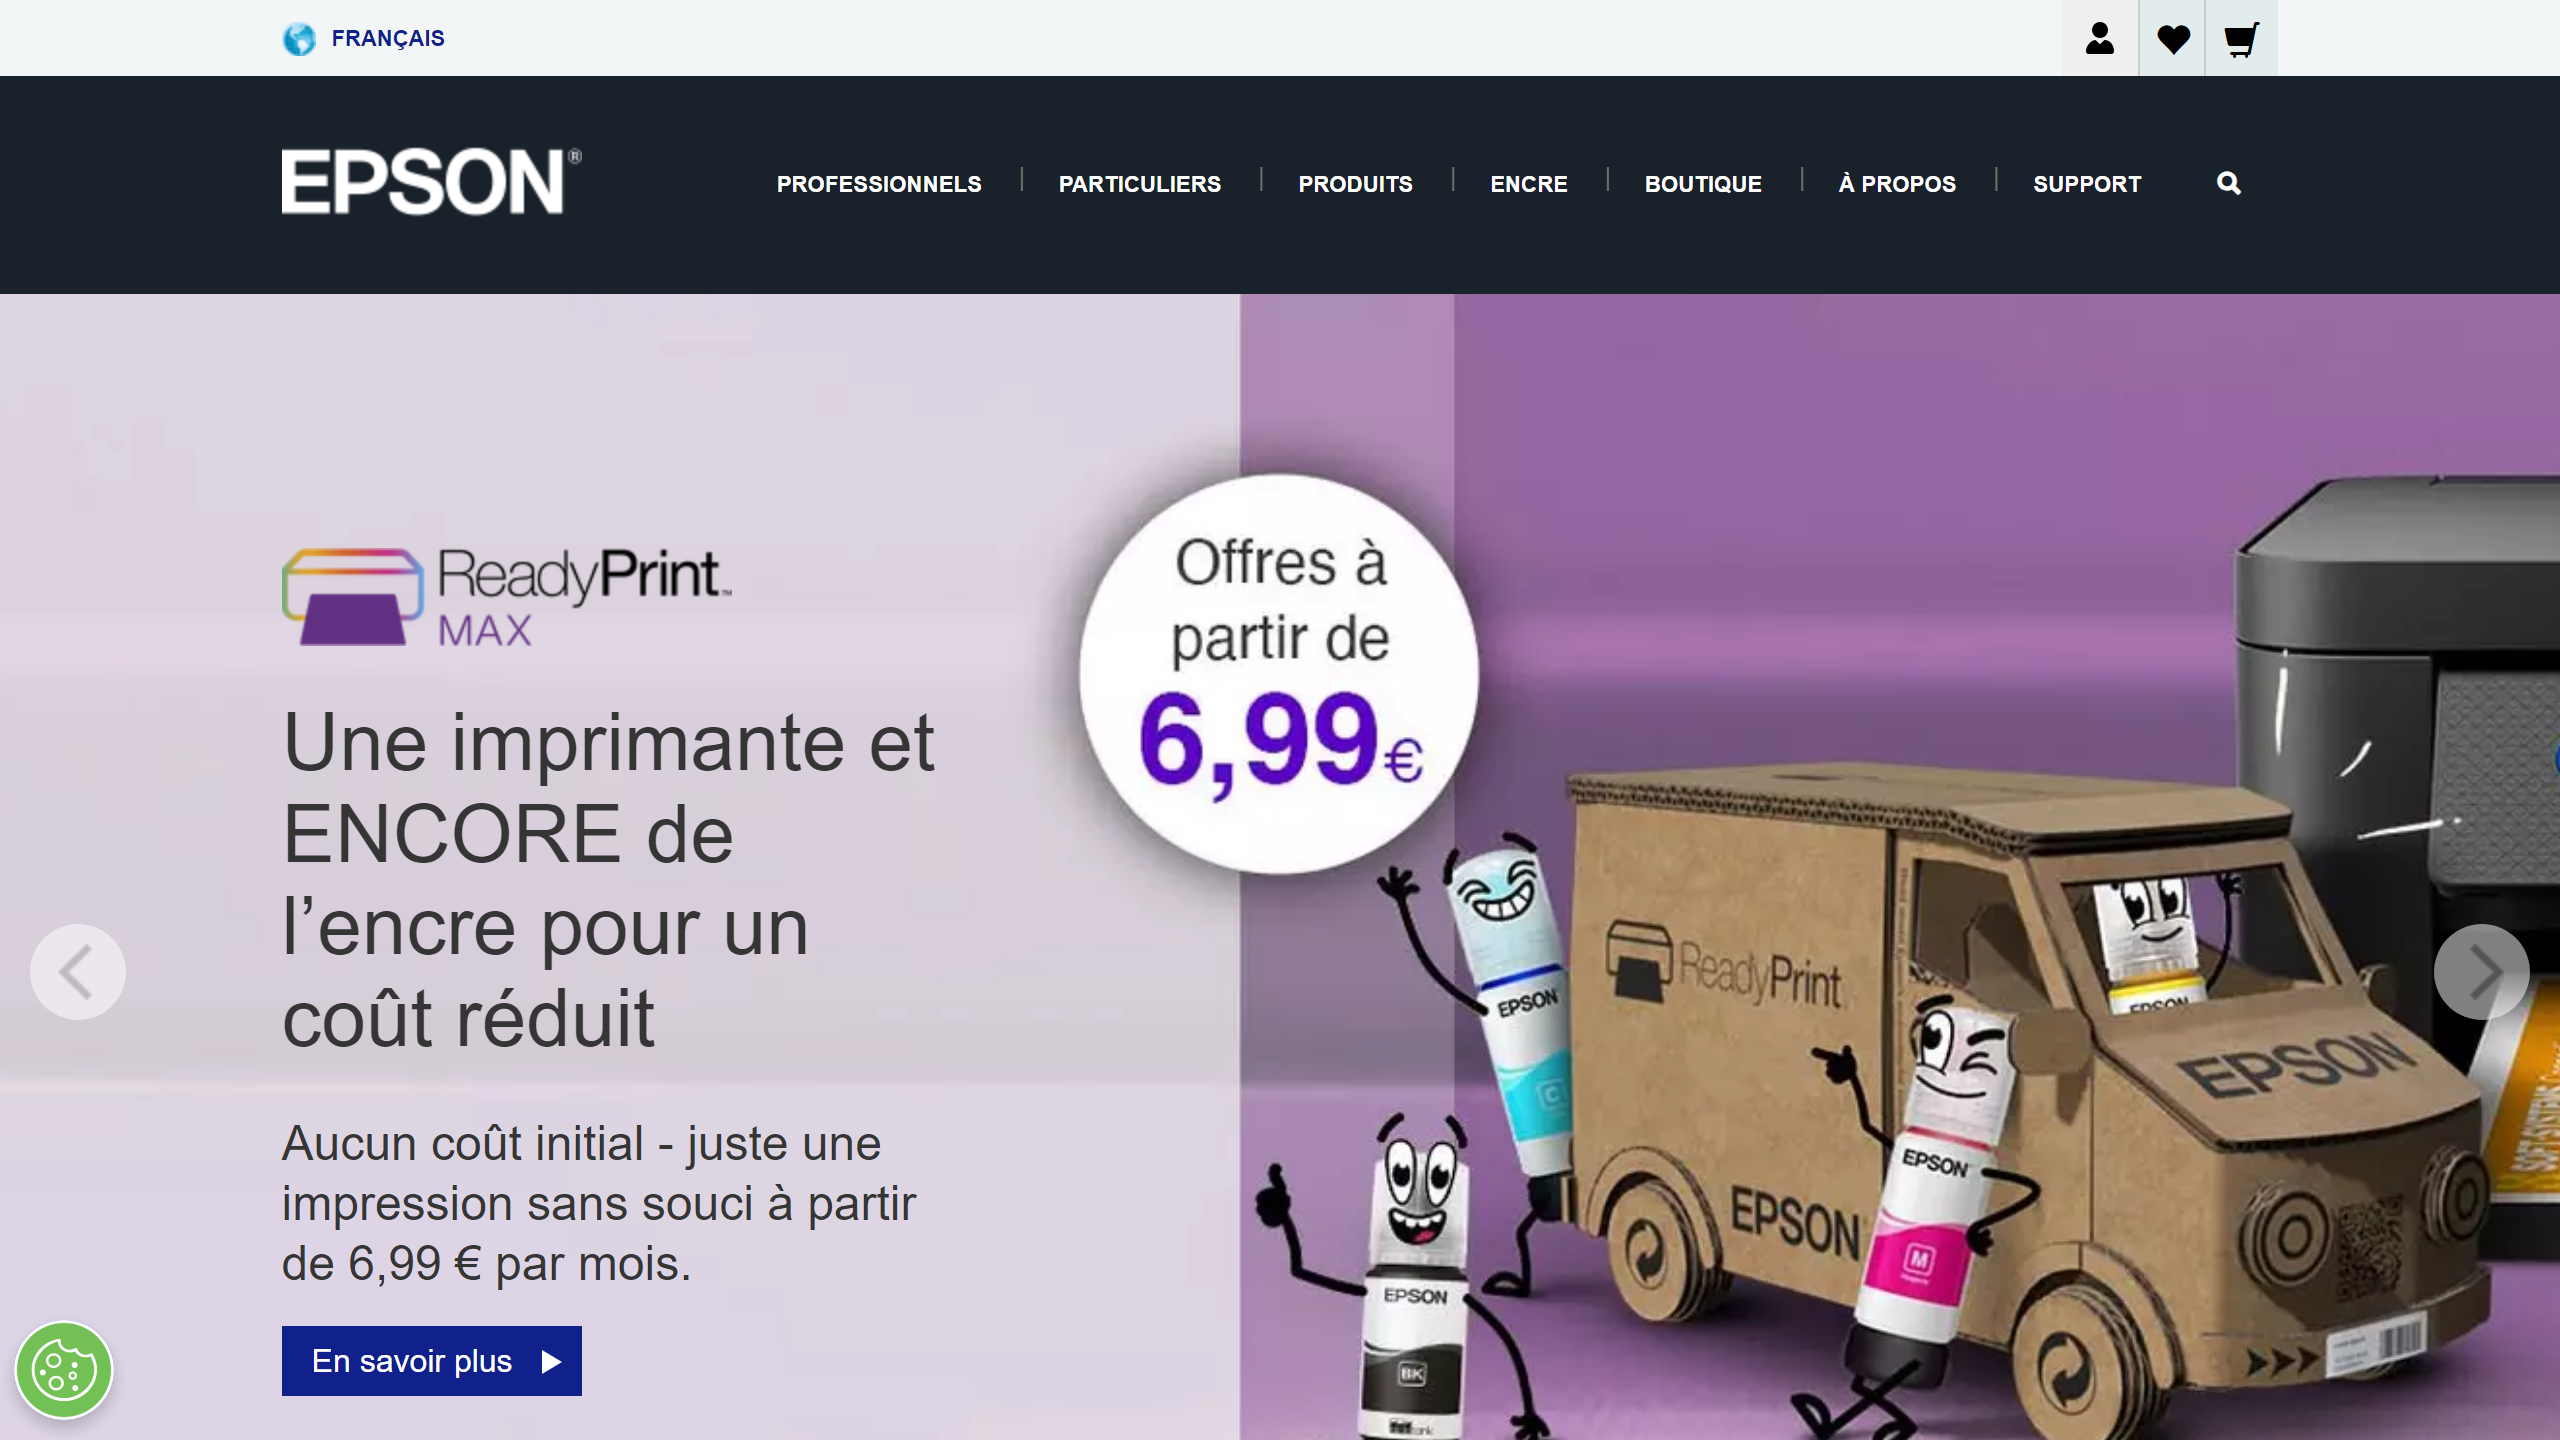 FRANÇAIS
EPSON®
PROFESSIONNELS
PARTICULIERS
PRODUITS
ENCRE
BOUTIQUE
À PROPOS
SUPPORT
ReadyPrint™
MAX
Une imprimante et
ENCORE de
l’encre pour un
coût réduit
Aucun coût initial - juste une
impression sans souci à partir
de 6,99 € par mois.
En savoir plus
Offres à
partir de
6,99€
ReadyPrint
EPSON
EPSON
EPSON
C
EPSON
EPSON
M
EPSON
BK